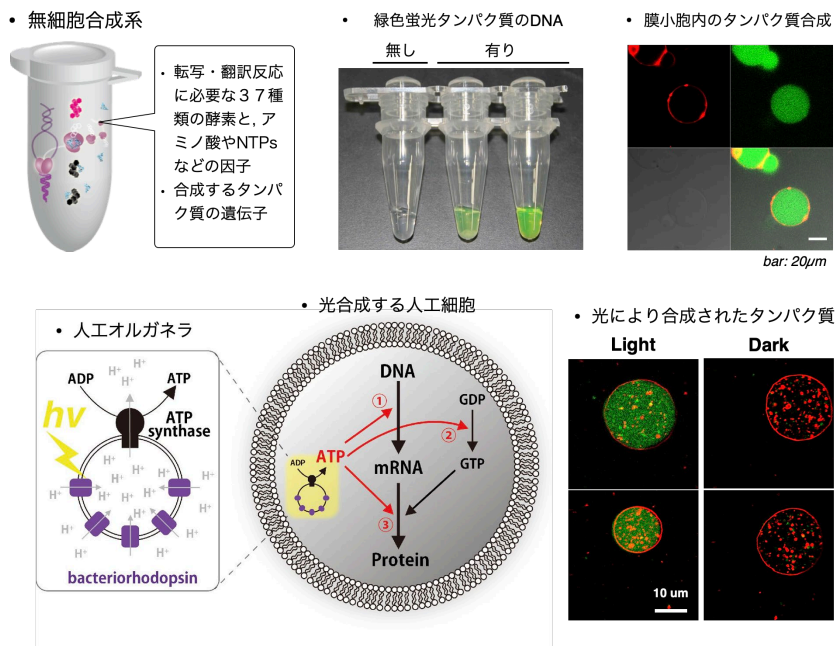 • 無細胞合成系
• 転写・翻訳反応
に必要な３７種
類の酵素と, ア
ミノ酸やNTPs
などの因子
• 合成するタンパ
ク質の遺伝子
• 緑色蛍光タンパク質のDNA
無し 有り
• 膜小胞内のタンパク質合成
bar: 20μm
• 人工オルガネラ
H⁺
H⁺ H⁺
H⁺
ADP ATP
hv
ATP
synthase
H⁺ H⁺
H⁺ H⁺ H⁺
H⁺ H⁺
H⁺ H⁺ H⁺ H⁺
H⁺ H⁺
H⁺ H⁺
H⁺ H⁺
H⁺
bacteriorhodopsin
• 光合成する人工細胞
DNA
①
GDP
②
ADP ATP
ATP
mRNA
GTP
③
Protein
• 光により合成されたタンパク質
Light Dark
10 um